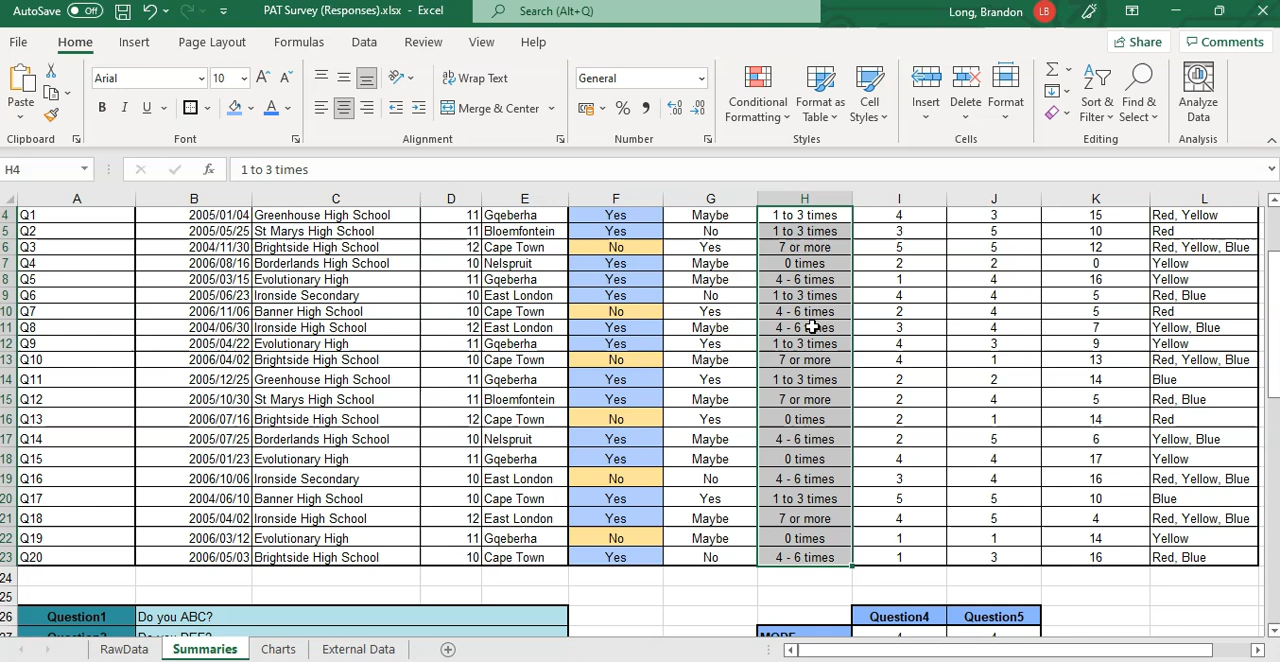 AutoSave Off PAT Survey (Responses).xlsx - Excel Search (Alt+Q) Long, Brandon LB
File Home Insert Page Layout Formulas Data Review View Help Share Comments
Arial 10 Wrap Text General
Paste Merge & Center Conditional Formatting Format as Table Cell Styles Insert Delete Format Sort & Filter Find & Select Analyze Data
Clipboard Font Alignment Number Styles Cells Editing Analysis
H4 fx 1 to 3 times
A B C D E F G H I J K L
4 Q1 2005/01/04 Greenhouse High School 11 Gqeberha Yes Maybe 1 to 3 times 4 3 15 Red, Yellow
5 Q2 2005/05/25 St Marys High School 11 Bloemfontein Yes No 1 to 3 times 3 5 10 Red
6 Q3 2004/11/30 Brightside High School 12 Cape Town No Yes 7 or more 5 5 12 Red, Yellow, Blue
7 Q4 2006/08/16 Borderlands High School 10 Nelspruit Yes Maybe 0 times 2 2 0 Yellow
8 Q5 2005/03/15 Evolutionary High 11 Gqeberha Yes Maybe 4 - 6 times 1 4 16 Yellow
9 Q6 2005/06/23 Ironside Secondary 10 East London Yes No 1 to 3 times 4 4 5 Red, Blue
10 Q7 2006/11/06 Banner High School 10 Cape Town No Yes 4 - 6 times 2 4 5 Red
11 Q8 2004/06/30 Ironside High School 12 East London Yes Maybe 4 - 6 times 3 4 7 Yellow, Blue
12 Q9 2005/04/22 Evolutionary High 11 Gqeberha Yes Yes 1 to 3 times 4 3 9 Yellow
13 Q10 2006/04/02 Brightside High School 10 Cape Town No Maybe 7 or more 4 1 13 Red, Yellow, Blue
14 Q11 2005/12/25 Greenhouse High School 11 Gqeberha Yes Yes 1 to 3 times 2 2 14 Blue
15 Q12 2005/10/30 St Marys High School 11 Bloemfontein Yes Maybe 7 or more 2 4 5 Red, Blue
16 Q13 2006/07/16 Brightside High School 12 Cape Town No Yes 0 times 2 1 14 Red
17 Q14 2005/07/25 Borderlands High School 10 Nelspruit Yes Maybe 4 - 6 times 2 5 6 Yellow, Blue
18 Q15 2005/01/23 Evolutionary High 11 Gqeberha Yes Maybe 0 times 4 4 17 Yellow
19 Q16 2006/10/06 Ironside Secondary 10 East London No No 4 - 6 times 3 4 16 Red, Yellow, Blue
20 Q17 2004/06/10 Banner High School 10 Cape Town Yes Yes 1 to 3 times 5 5 10 Blue
21 Q18 2005/04/02 Ironside High School 12 East London Yes Maybe 7 or more 4 5 4 Red, Yellow, Blue
22 Q19 2006/03/12 Evolutionary High 11 Gqeberha No Maybe 0 times 1 1 14 Yellow
23 Q20 2006/05/03 Brightside High School 10 Cape Town Yes No 4 - 6 times 1 3 16 Red, Blue
24
25
26 Question1 Do you ABC? Question4 Question5
27 MODE 4 4
RawData Summaries Charts External Data